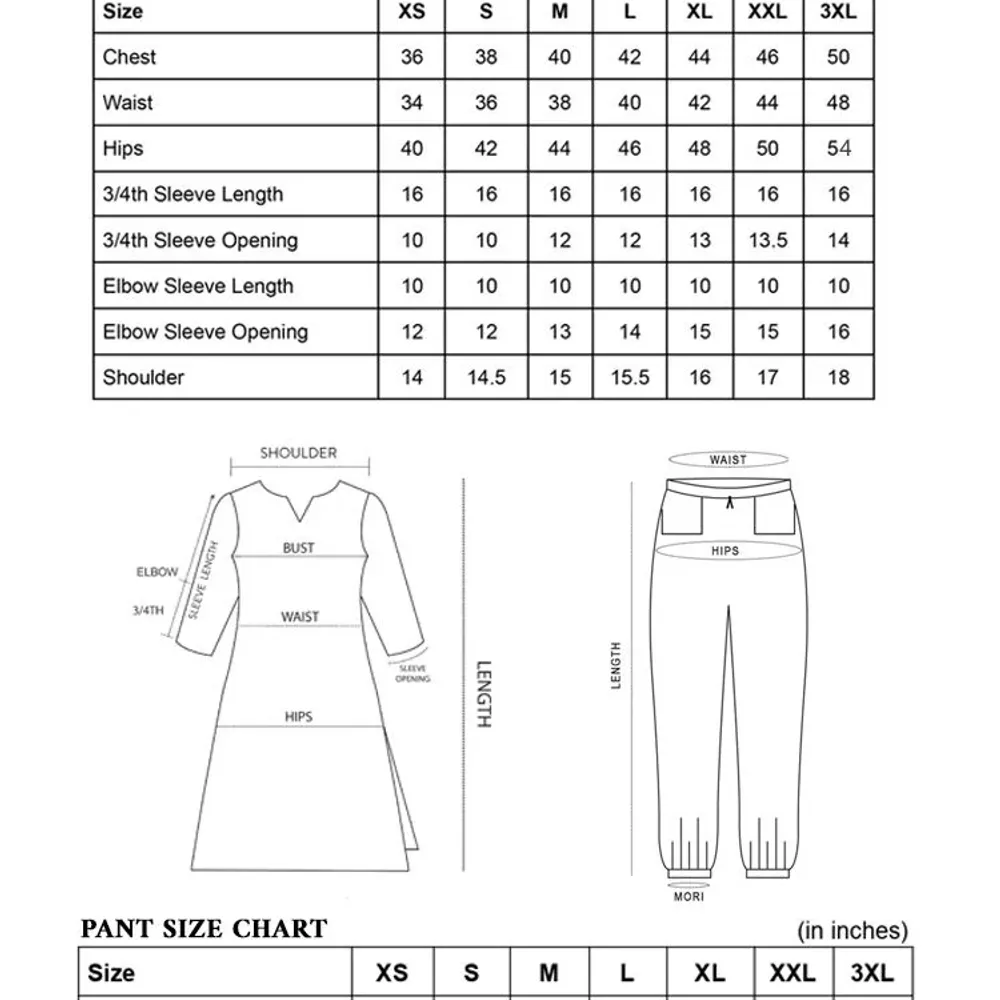 Size XS S M L XL XXL 3XL
Chest 36 38 40 42 44 46 50
Waist 34 36 38 40 42 44 48
Hips 40 42 44 46 48 50 54
3/4th Sleeve Length 16 16 16 16 16 16 16
3/4th Sleeve Opening 10 10 12 12 13 13.5 14
Elbow Sleeve Length 10 10 10 10 10 10 10
Elbow Sleeve Opening 12 12 13 14 15 15 16
Shoulder 14 14.5 15 15.5 16 17 18
SHOULDER
BUST
ELBOW
SLEEVE LENGTH
3/4TH
WAIST
SLEEVE
OPENING
HIPS
LENGTH
WAIST
HIPS
LENGTH
MORI
PANT SIZE CHART (in inches)
Size XS S M L XL XXL 3XL